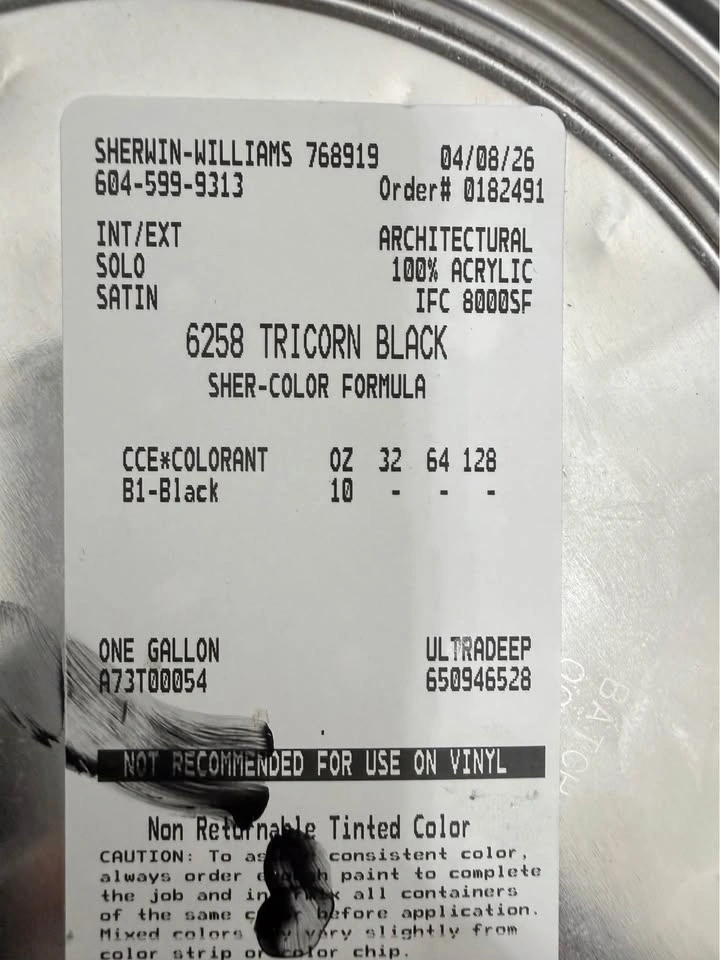 SHERWIN-WILLIAMS 768919 04/08/26
604-599-9313 Order# 0182491
INT/EXT ARCHITECTURAL
SOLO 100% ACRYLIC
SATIN IFC 8000SF
6258 TRICORN BLACK
SHER-COLOR FORMULA
CCE*COLORANT OZ 32 64 128
B1-Black 10 - - -
ONE GALLON ULTRADEEP
A73T00054 650946528
NOT RECOMMENDED FOR USE ON VINYL
Non Returnable Tinted Color
CAUTION: To consistent color,
always order paint to complete
the job and all containers
of the same before application.
Mixed colors vary slightly from
color strip or color chip.
BATCH